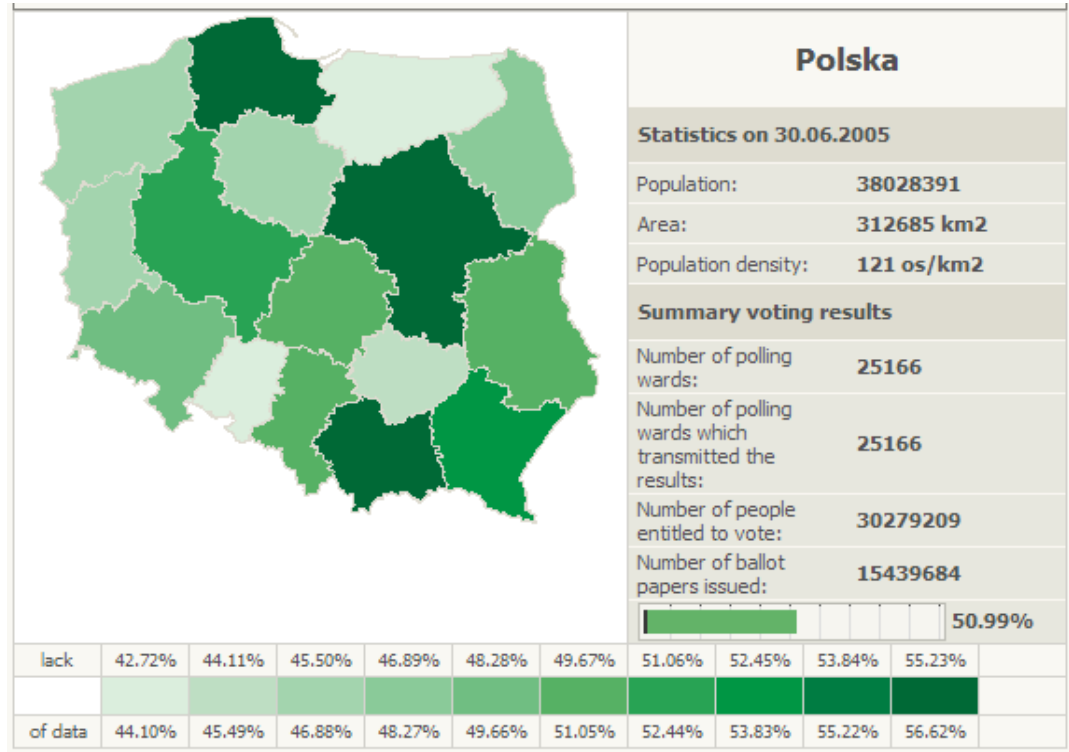 Polska
Statistics on 30.06.2005
Population: 38028391
Area: 312685 km2
Population density: 121 os/km2
Summary voting results
Number of polling
wards: 25166
Number of polling
wards which
transmitted the
results: 25166
Number of people
entitled to vote: 30279209
Number of ballot
papers issued: 15439684
50.99%
lack 42.72% 44.11% 45.50% 46.89% 48.28% 49.67% 51.06% 52.45% 53.84% 55.23%
of data 44.10% 45.49% 46.88% 48.27% 49.66% 51.05% 52.44% 53.83% 55.22% 56.62%